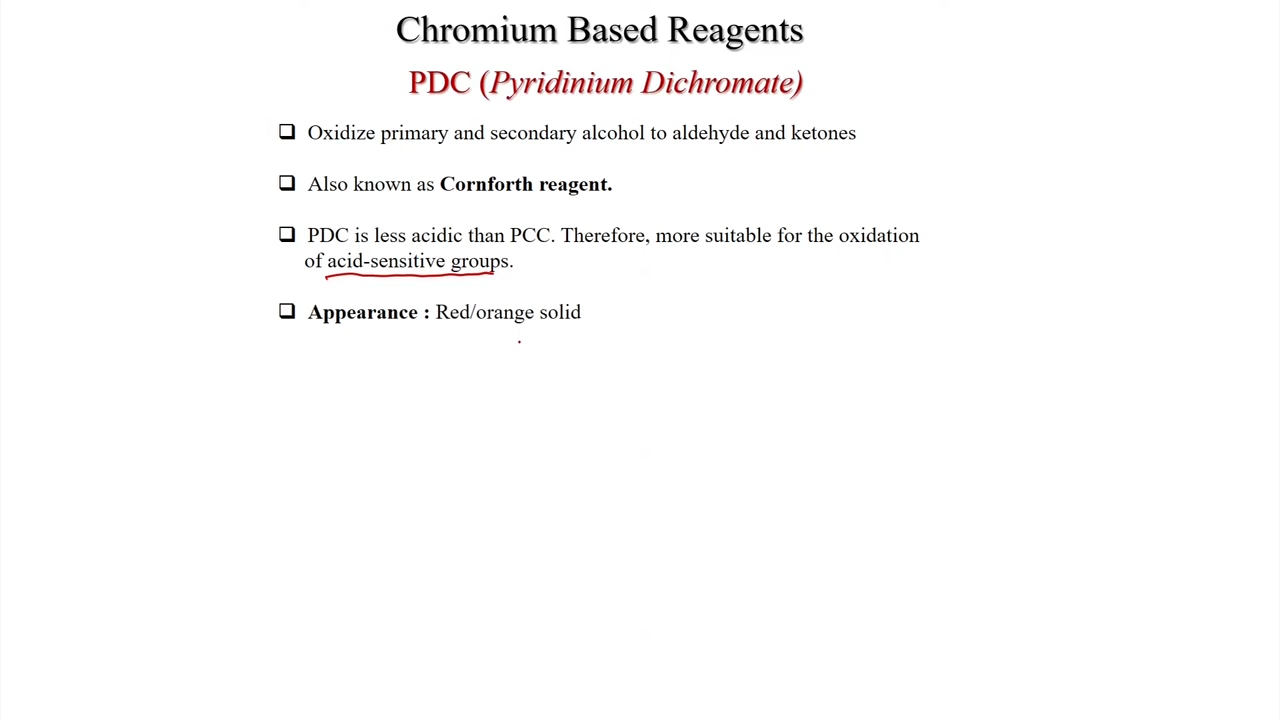 Chromium Based Reagents
PDC (Pyridinium Dichromate)
❑ Oxidize primary and secondary alcohol to aldehyde and ketones
❑ Also known as Cornforth reagent.
❑ PDC is less acidic than PCC. Therefore, more suitable for the oxidation
of acid-sensitive groups.
❑ Appearance : Red/orange solid